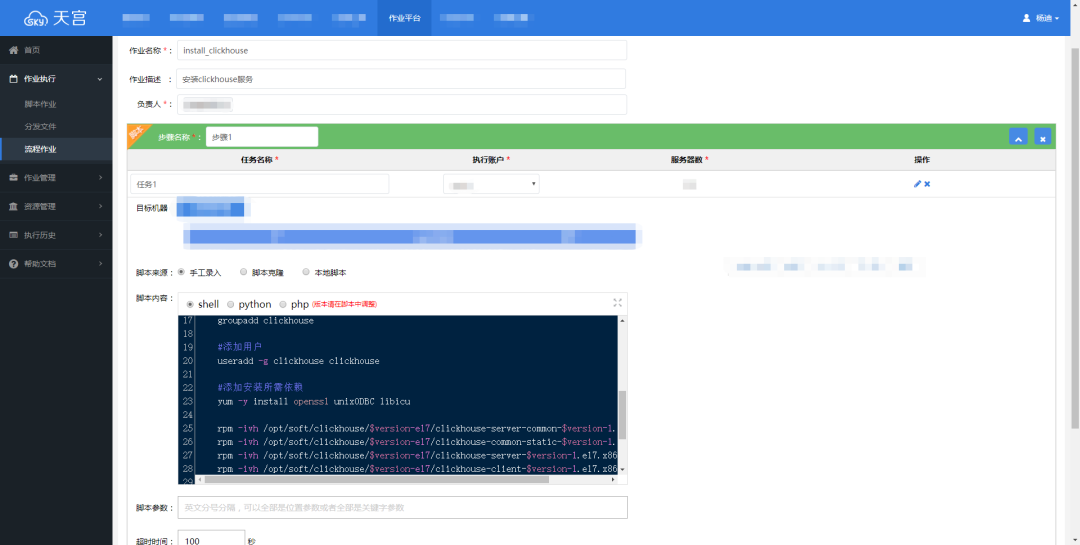 SKY 天宫 作业平台 杨迪
首页
作业执行
脚本作业
分发文件
流程作业
作业管理
资源管理
执行历史
帮助文档
作业名称 * : install_clickhouse
作业描述 : 安装clickhouse服务
负责人 * :
脚本 步骤名称 * : 步骤1
任务名称 * 执行账户 * 服务器数 * 操作
任务1
目标机器
脚本来源 : 手工录入 脚本克隆 本地脚本
脚本内容 : shell python php (版本请在脚本中调整)
17 groupadd clickhouse
18
19 #添加用户
20 useradd -g clickhouse clickhouse
21
22 #添加安装所需依赖
23 yum -y install openssl unixODBC libicu
24
25 rpm -ivh /opt/soft/clickhouse/$version-el7/clickhouse-server-common-$version-1.
26 rpm -ivh /opt/soft/clickhouse/$version-el7/clickhouse-common-static-$version-1.
27 rpm -ivh /opt/soft/clickhouse/$version-el7/clickhouse-server-$version-1.el7.x86
28 rpm -ivh /opt/soft/clickhouse/$version-el7/clickhouse-client-$version-1.el7.x86
29
脚本参数 : 英文分号分隔，可以全部是位置参数或者全部是关键字参数
超时时间 : 100 秒